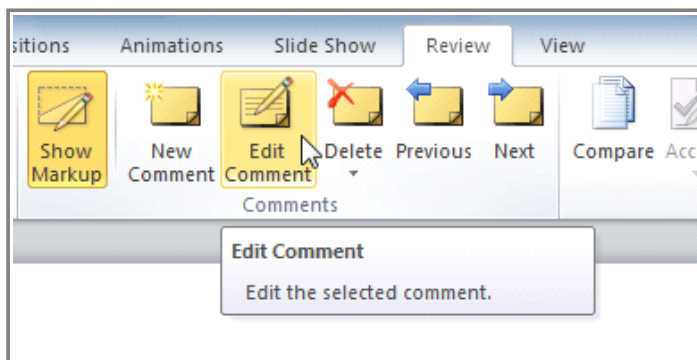 Animations Slide Show Review View
Show Markup New Comment Edit Comment Delete Previous Next Compare
Comments
Edit Comment
Edit the selected comment.